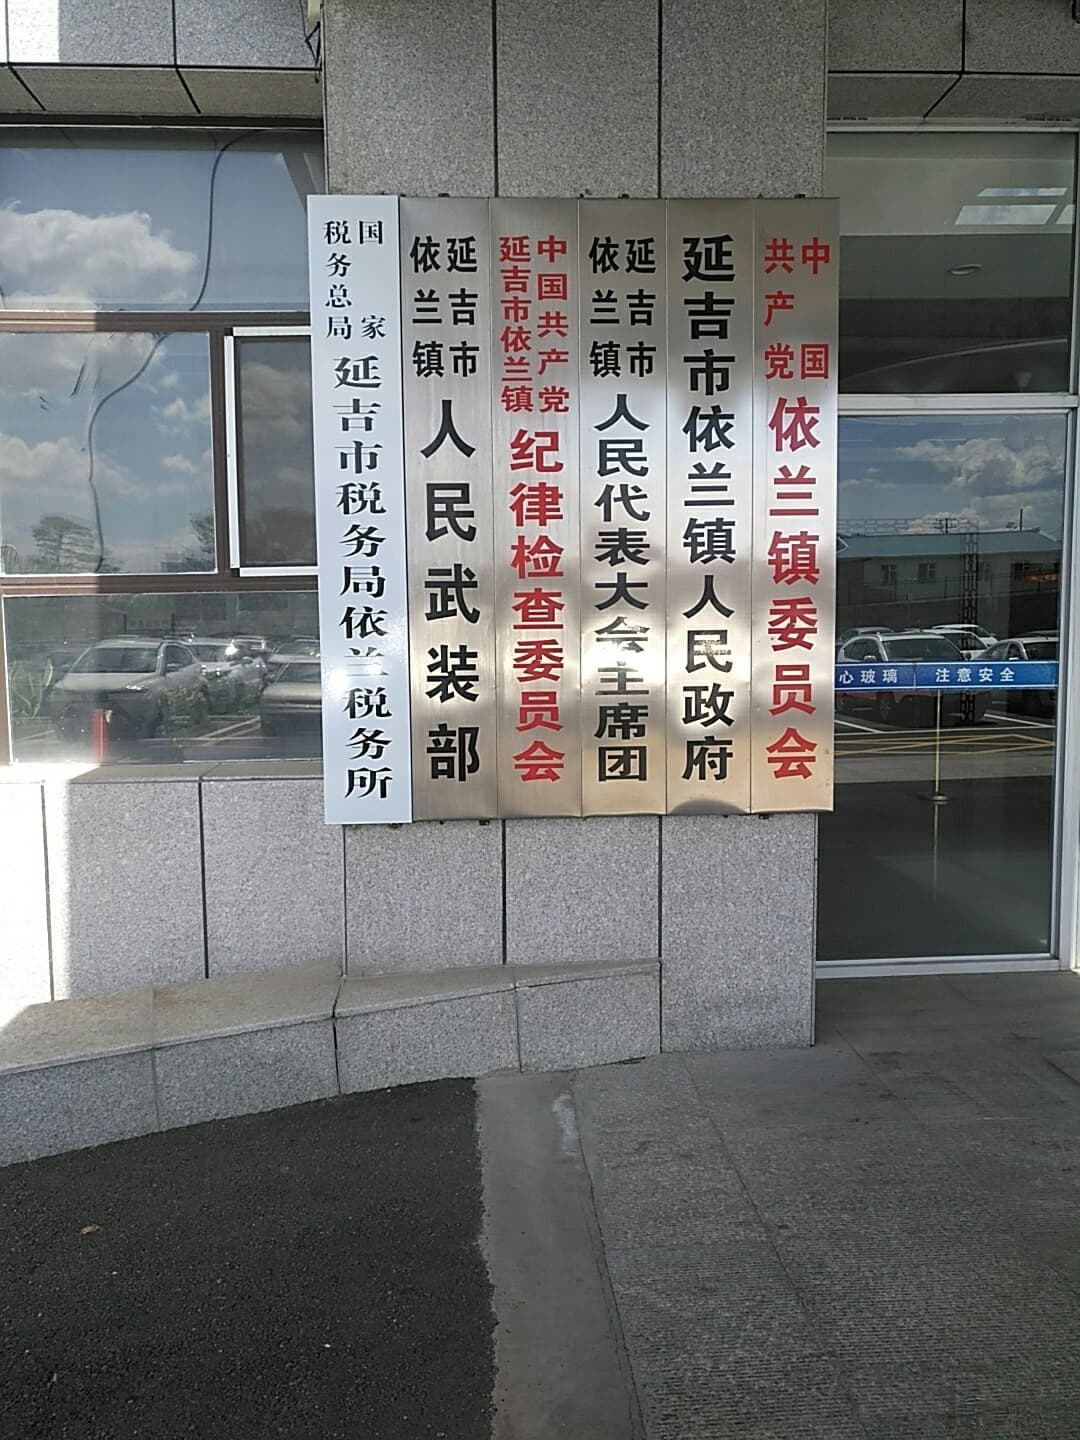 中国
共产党
依兰镇委员会
延吉市依兰镇人民政府
延吉市
依兰镇
人民代表大会主席团
中国共产党
延吉市依兰镇
纪律检查委员会
延吉市
依兰镇
人民武装部
国家
税务总局
延吉市税务局依兰税务所
心玻璃 注意安全